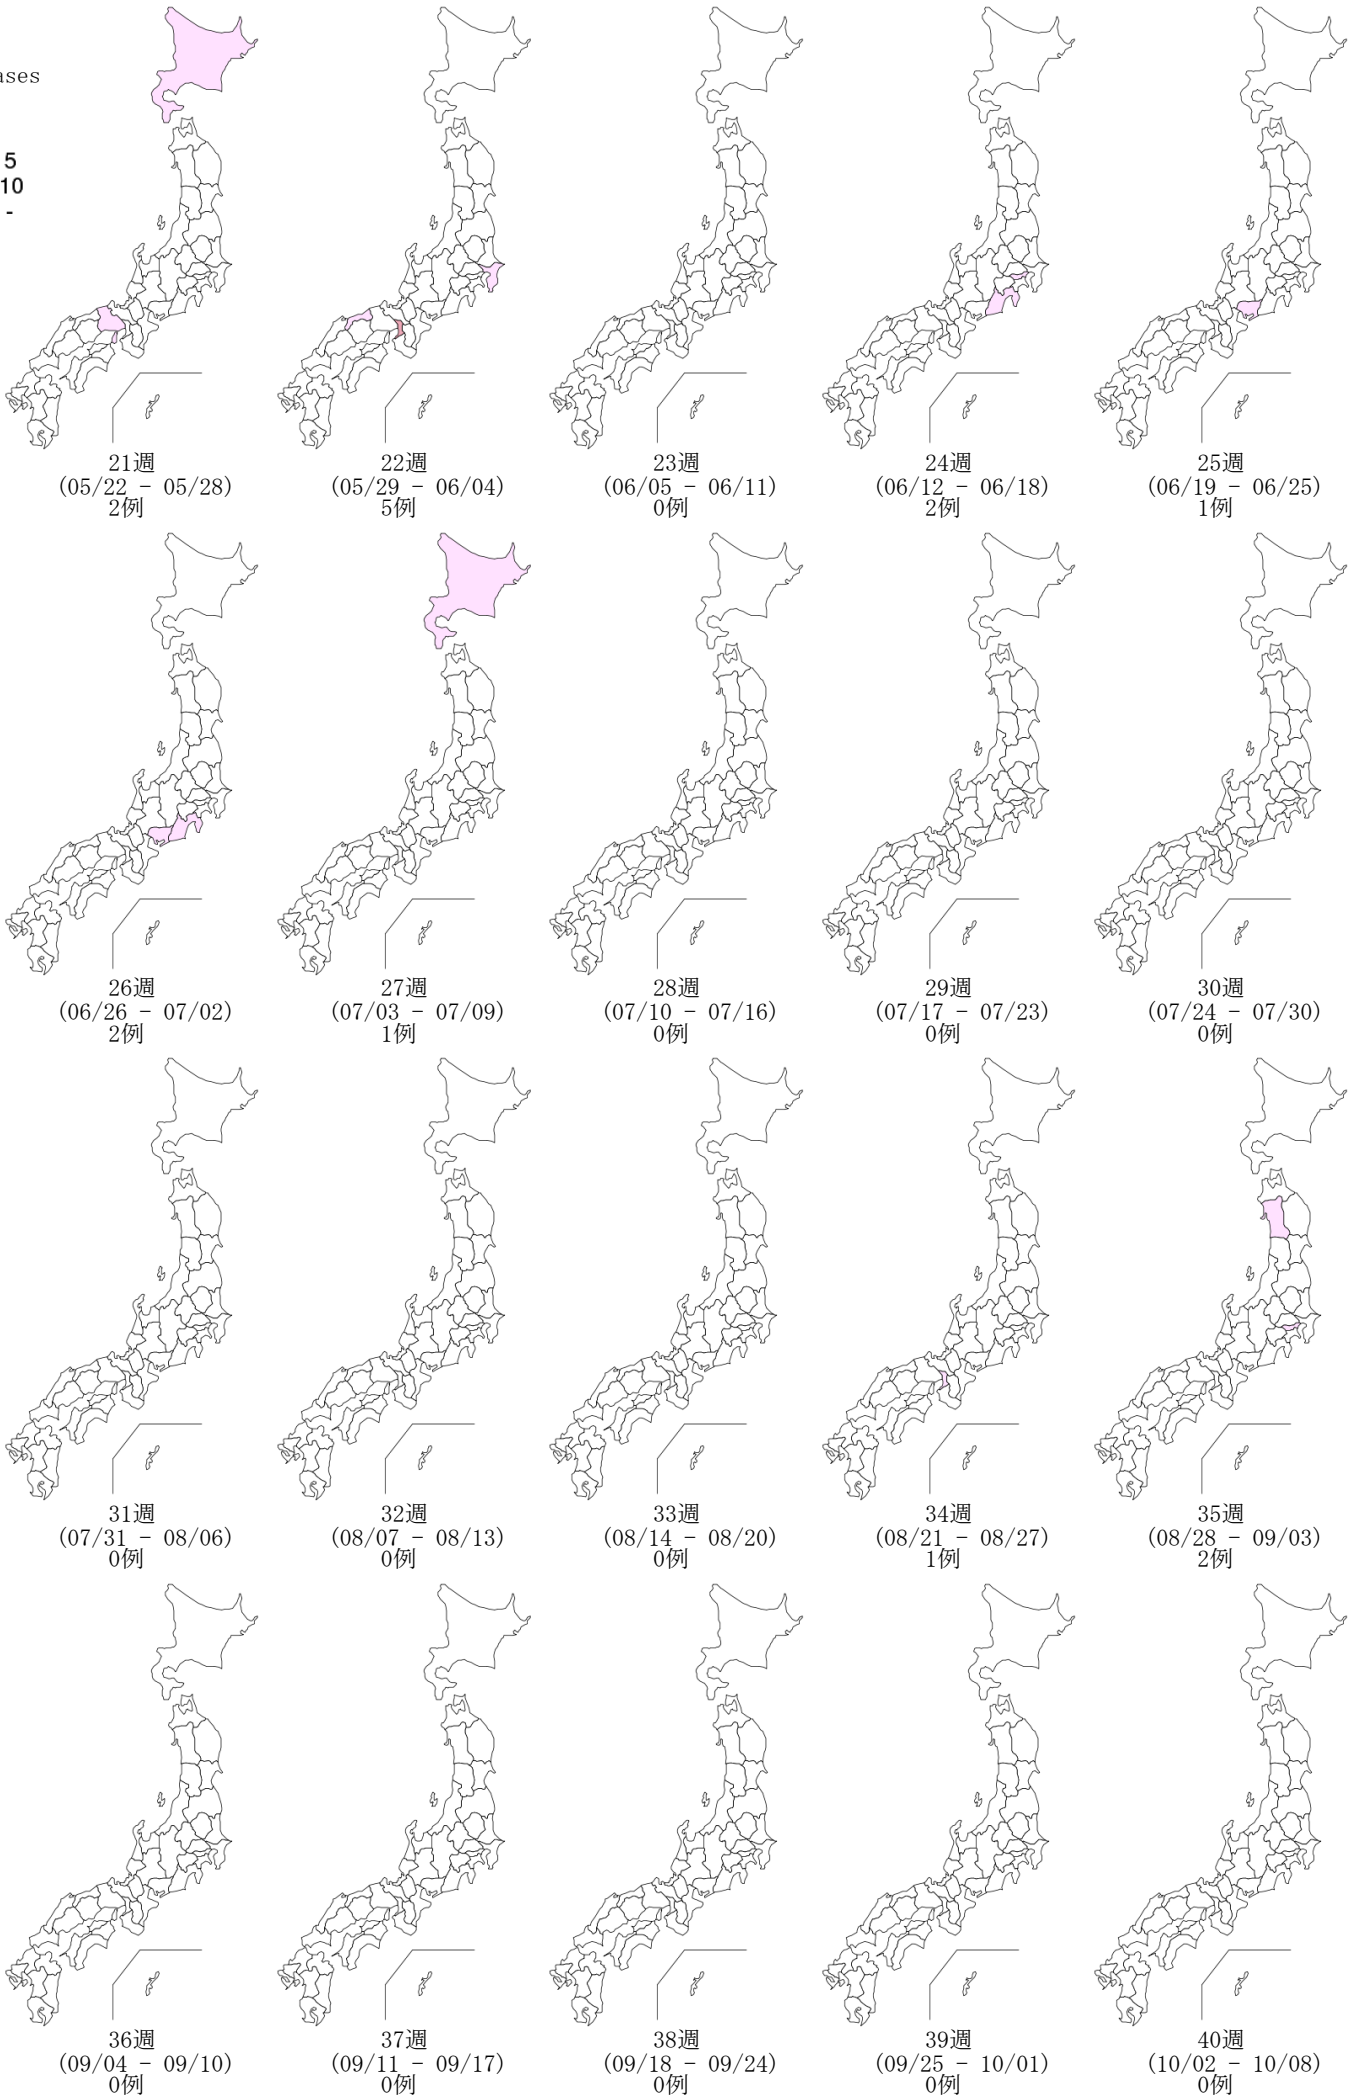 ases
5
10
-
21週
(05/22 - 05/28)
2例
22週
(05/29 - 06/04)
5例
23週
(06/05 - 06/11)
0例
24週
(06/12 - 06/18)
2例
25週
(06/19 - 06/25)
1例
26週
(06/26 - 07/02)
2例
27週
(07/03 - 07/09)
1例
28週
(07/10 - 07/16)
0例
29週
(07/17 - 07/23)
0例
30週
(07/24 - 07/30)
0例
31週
(07/31 - 08/06)
0例
32週
(08/07 - 08/13)
0例
33週
(08/14 - 08/20)
0例
34週
(08/21 - 08/27)
1例
35週
(08/28 - 09/03)
2例
36週
(09/04 - 09/10)
0例
37週
(09/11 - 09/17)
0例
38週
(09/18 - 09/24)
0例
39週
(09/25 - 10/01)
0例
40週
(10/02 - 10/08)
0例